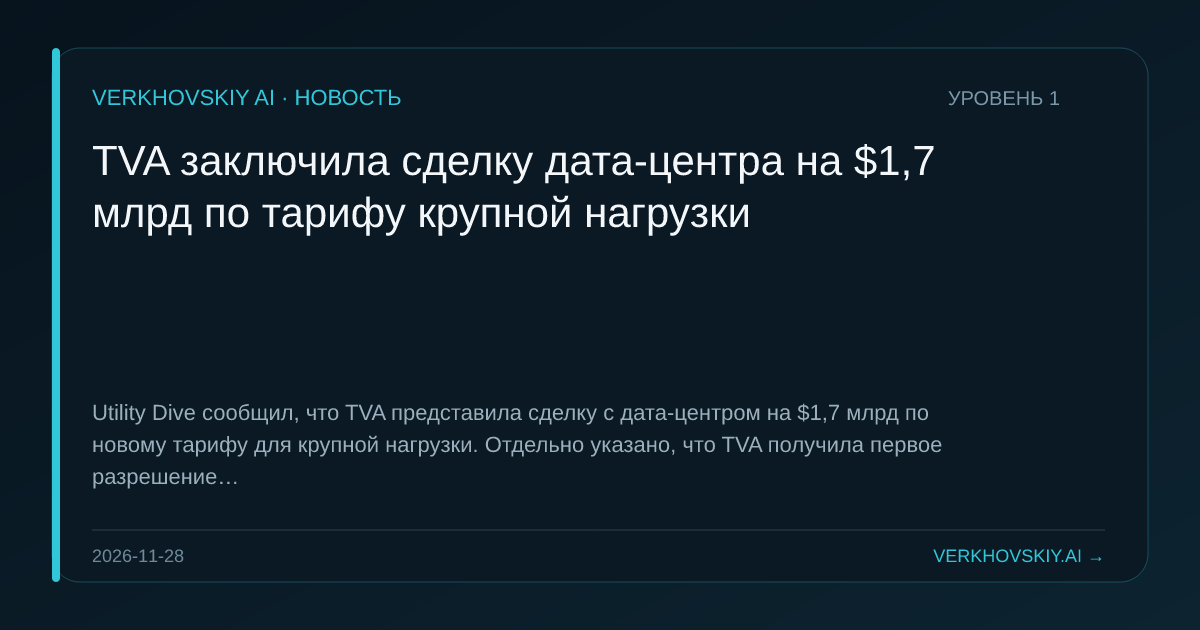 VERKHOVSKIY AI · НОВОСТЬ
УРОВЕНЬ 1
TVA заключила сделку дата-центра на $1,7
млрд по тарифу крупной нагрузки
Utility Dive сообщил, что TVA представила сделку с дата-центром на $1,7 млрд по
новому тарифу для крупной нагрузки. Отдельно указано, что TVA получила первое
разрешение…
2026-11-28
VERKHOVSKIY.AI →